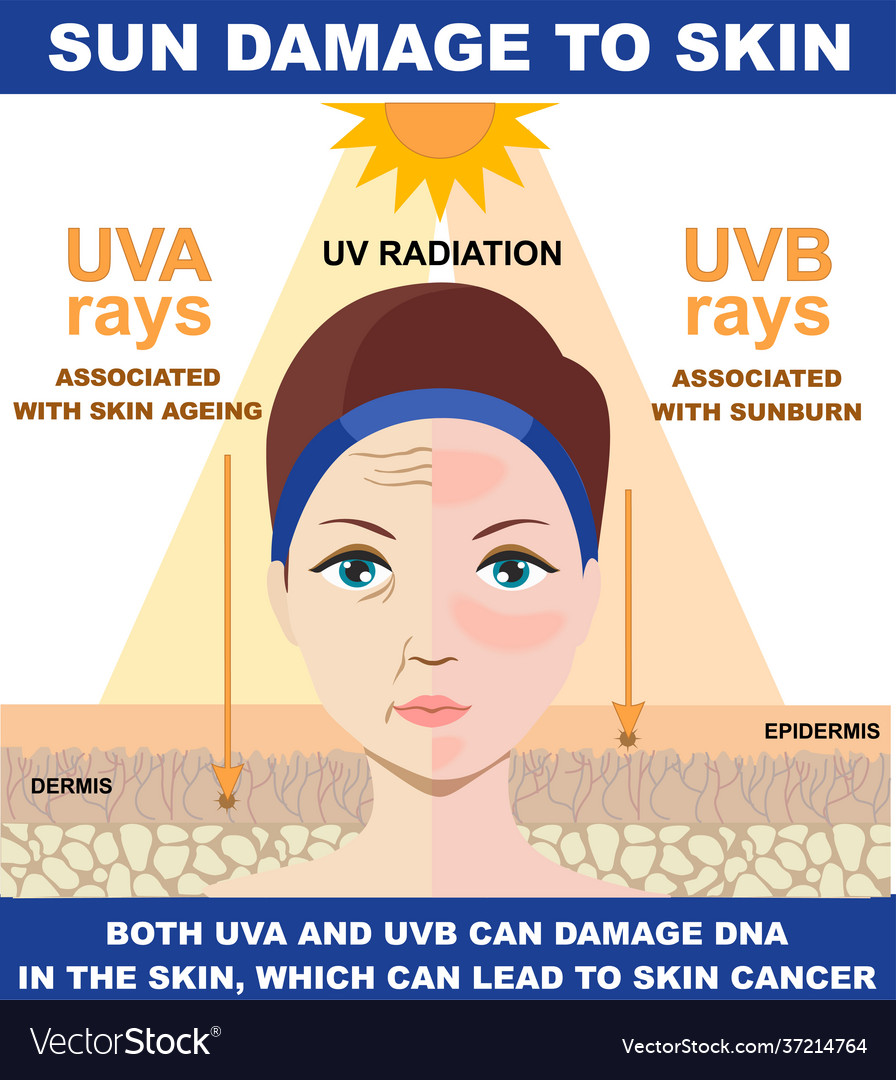 SUN DAMAGE TO SKIN
UV RADIATION
UVA
rays
ASSOCIATED
WITH SKIN AGEING
UVB
rays
ASSOCIATED
WITH SUNBURN
EPIDERMIS
DERMIS
BOTH UVA AND UVB CAN DAMAGE DNA
IN THE SKIN, WHICH CAN LEAD TO SKIN CANCER
VectorStock®
VectorStock.com/37214764